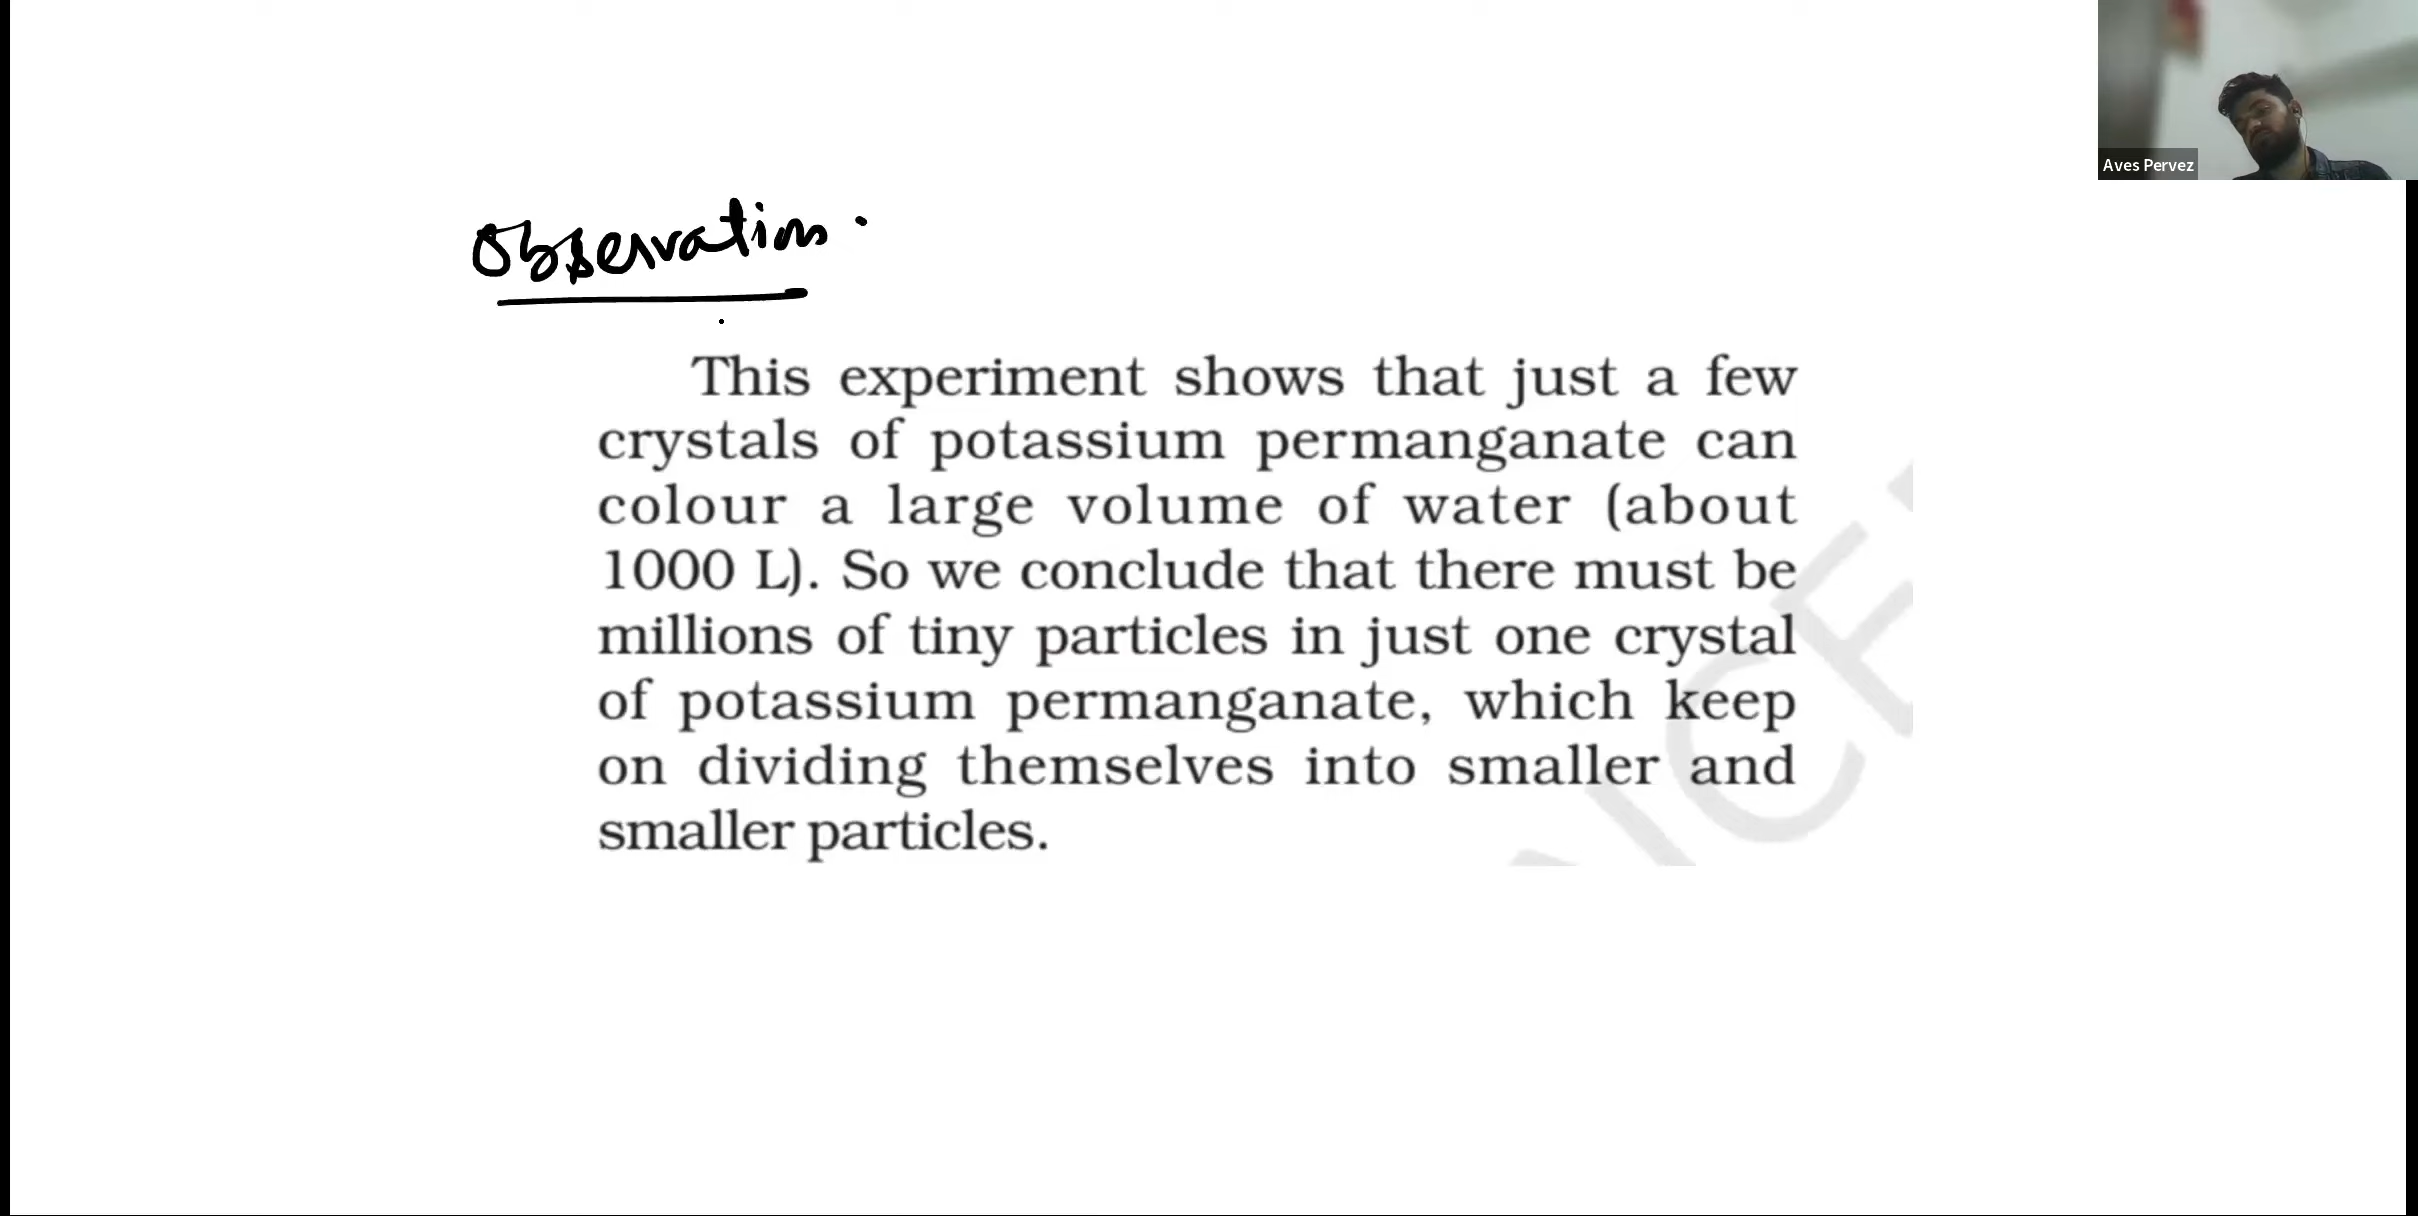 Aves Pervez
Observation.
This experiment shows that just a few
crystals of potassium permanganate can
colour a large volume of water (about
1000 L). So we conclude that there must be
millions of tiny particles in just one crystal
of potassium permanganate, which keep
on dividing themselves into smaller and
smaller particles.